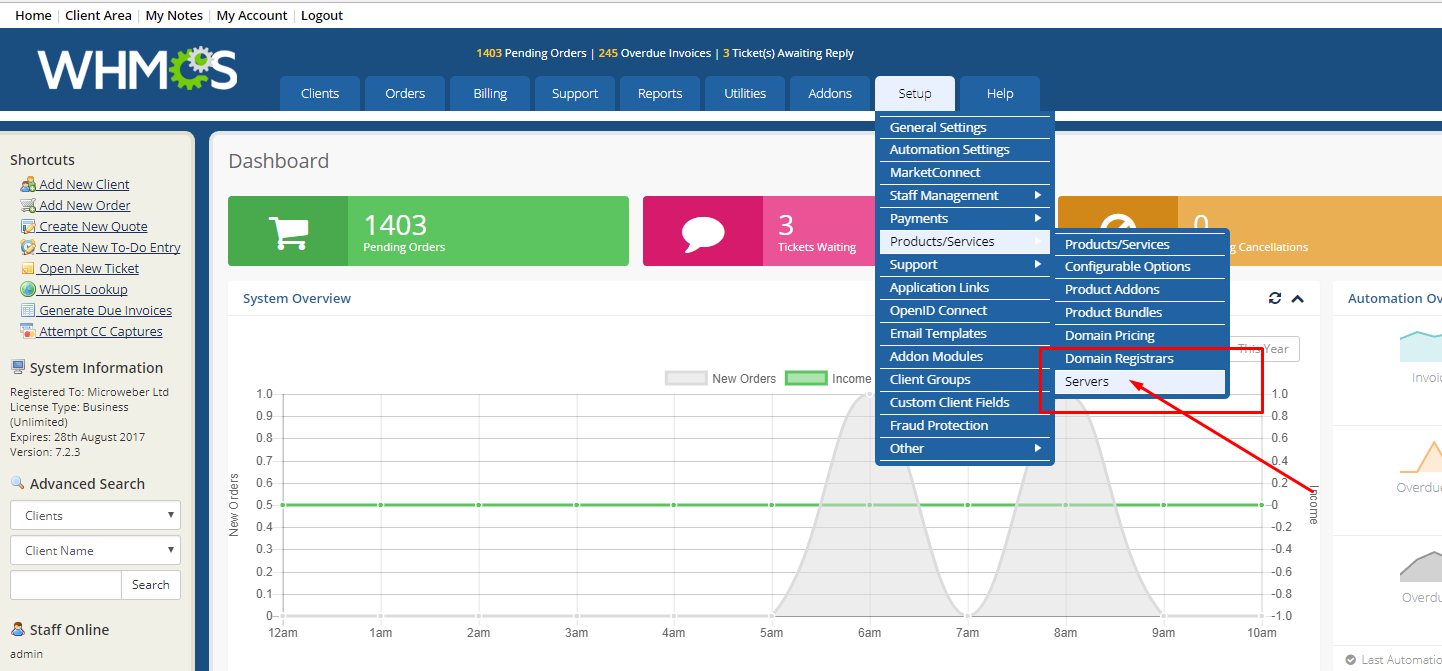 Home | Client Area | My Notes | My Account | Logout
WHMCS
1403 Pending Orders | 245 Overdue Invoices | 3 Ticket(s) Awaiting Reply
Clients Orders Billing Support Reports Utilities Addons Setup Help
General Settings
Automation Settings
MarketConnect
Staff Management
Payments
Products/Services
Support
Application Links
OpenID Connect
Email Templates
Addon Modules
Client Groups
Custom Client Fields
Fraud Protection
Other
Products/Services
Configurable Options
Product Addons
Product Bundles
Domain Pricing
Domain Registrars
Servers
Shortcuts
Add New Client
Add New Order
Create New Quote
Create New To-Do Entry
Open New Ticket
WHOIS Lookup
Generate Due Invoices
Attempt CC Captures
System Information
Registered To: Microweber Ltd
License Type: Business
(Unlimited)
Expires: 28th August 2017
Version: 7.2.3
Advanced Search
Clients
Client Name
Search
Staff Online
admin
Dashboard
1403
Pending Orders
3
Tickets Waiting
0
g Cancellations
System Overview
This Year
New Orders Income
1.0
0.9
0.8
0.7
0.6
0.5
0.4
0.3
0.2
0.1
0
New Orders
12am 1am 2am 3am 4am 5am 6am 7am 8am 9am 10am
1.0
0.8
0.6
0.4
0.2
0
-0.2
-0.4
-0.6
-0.8
-1.0
Income
Automation Ov
Invoic
Overdue
Overdu
Last Automatio